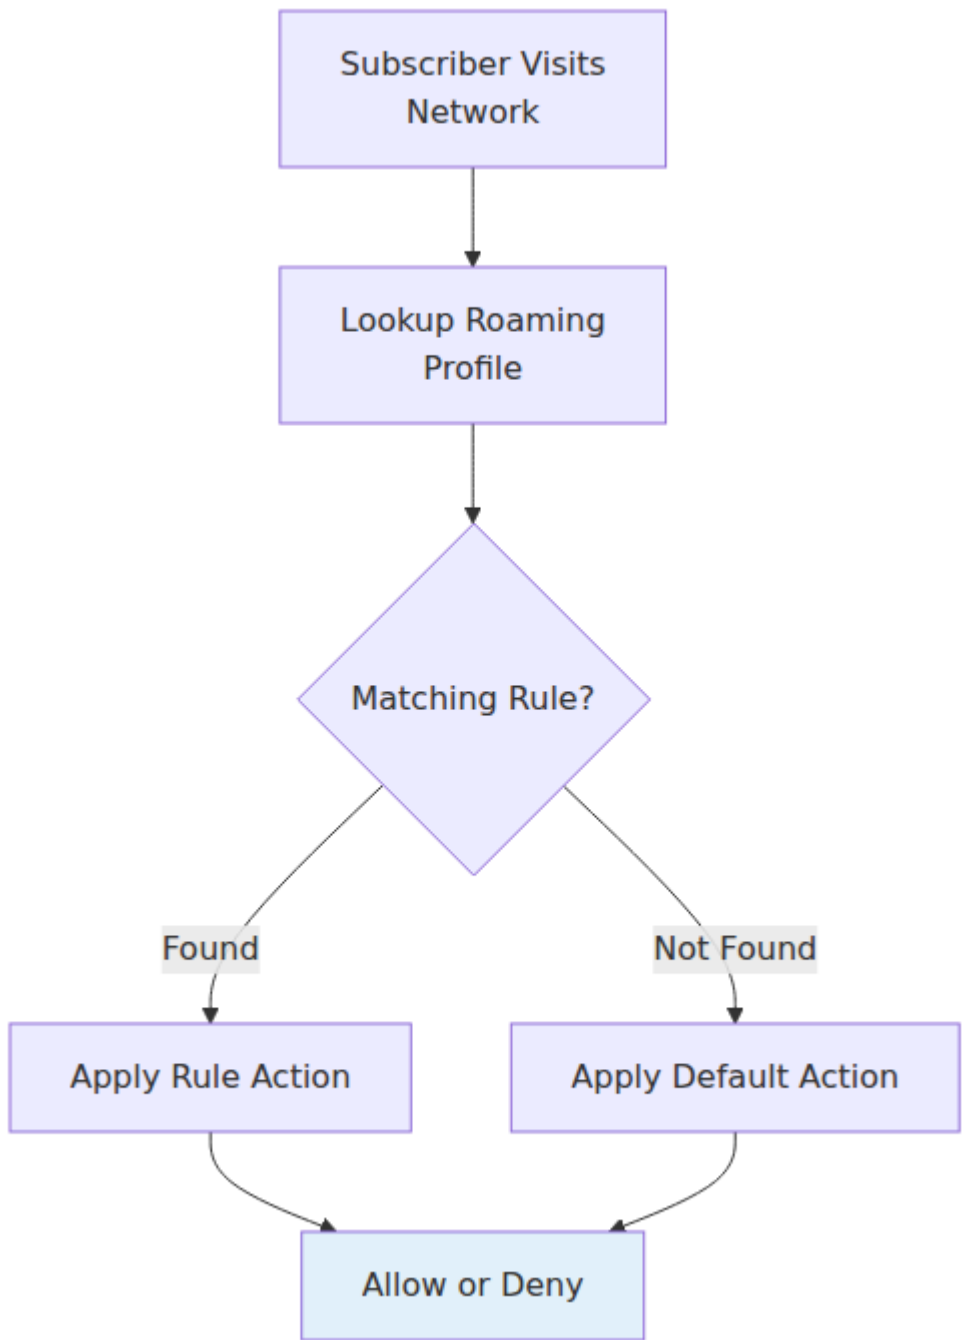 Subscriber Visits
Network
Lookup Roaming
Profile
Matching Rule?
Found
Not Found
Apply Rule Action
Apply Default Action
Allow or Deny